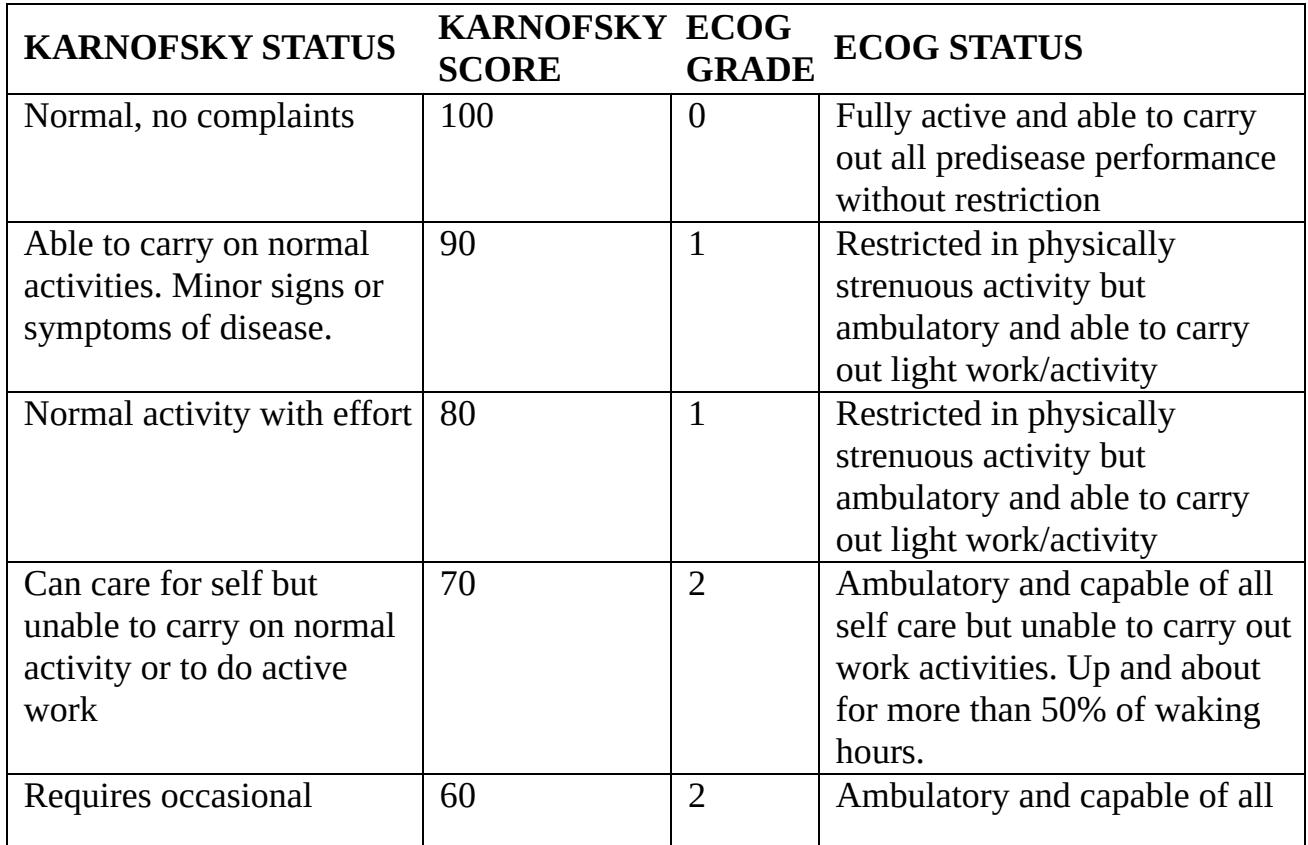 KARNOFSKY STATUS
KARNOFSKY
SCORE
ECOG
GRADE
ECOG STATUS
Normal, no complaints
100
0
Fully active and able to carry
out all predisease performance
without restriction
Able to carry on normal
activities. Minor signs or
symptoms of disease.
90
1
Restricted in physically
strenuous activity but
ambulatory and able to carry
out light work/activity
Normal activity with effort
80
1
Restricted in physically
strenuous activity but
ambulatory and able to carry
out light work/activity
Can care for self but
unable to carry on normal
activity or to do active
work
70
2
Ambulatory and capable of all
self care but unable to carry out
work activities. Up and about
for more than 50% of waking
hours.
Requires occasional
60
2
Ambulatory and capable of all